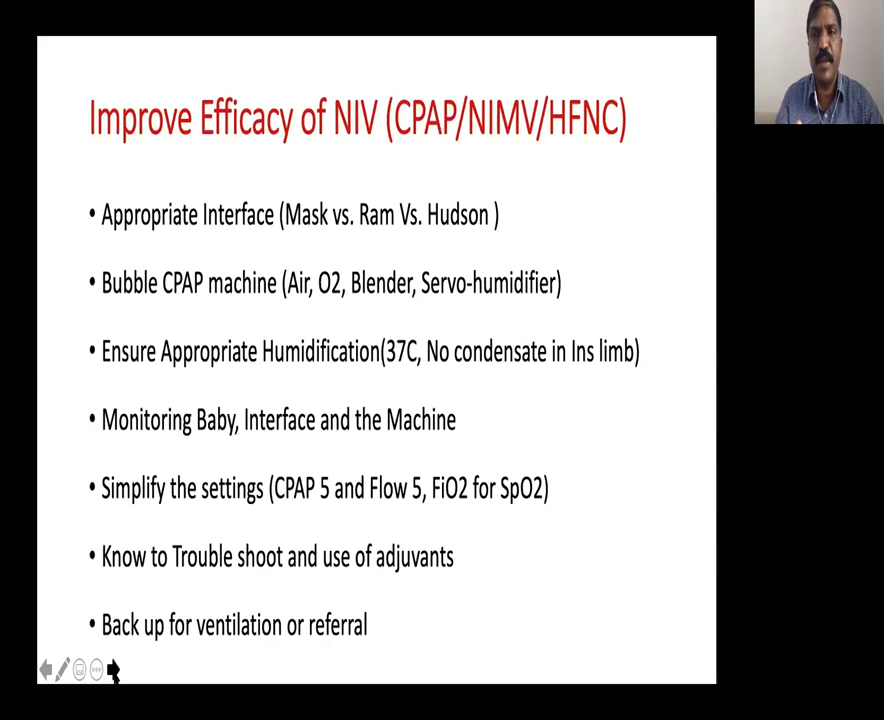 Improve Efficacy of NIV (CPAP/NIMV/HFNC)
• Appropriate Interface (Mask vs. Ram Vs. Hudson )
• Bubble CPAP machine (Air, O2, Blender, Servo-humidifier)
• Ensure Appropriate Humidification(37C, No condensate in Ins limb)
• Monitoring Baby, Interface and the Machine
• Simplify the settings (CPAP 5 and Flow 5, FiO2 for SpO2)
• Know to Trouble shoot and use of adjuvants
• Back up for ventilation or referral